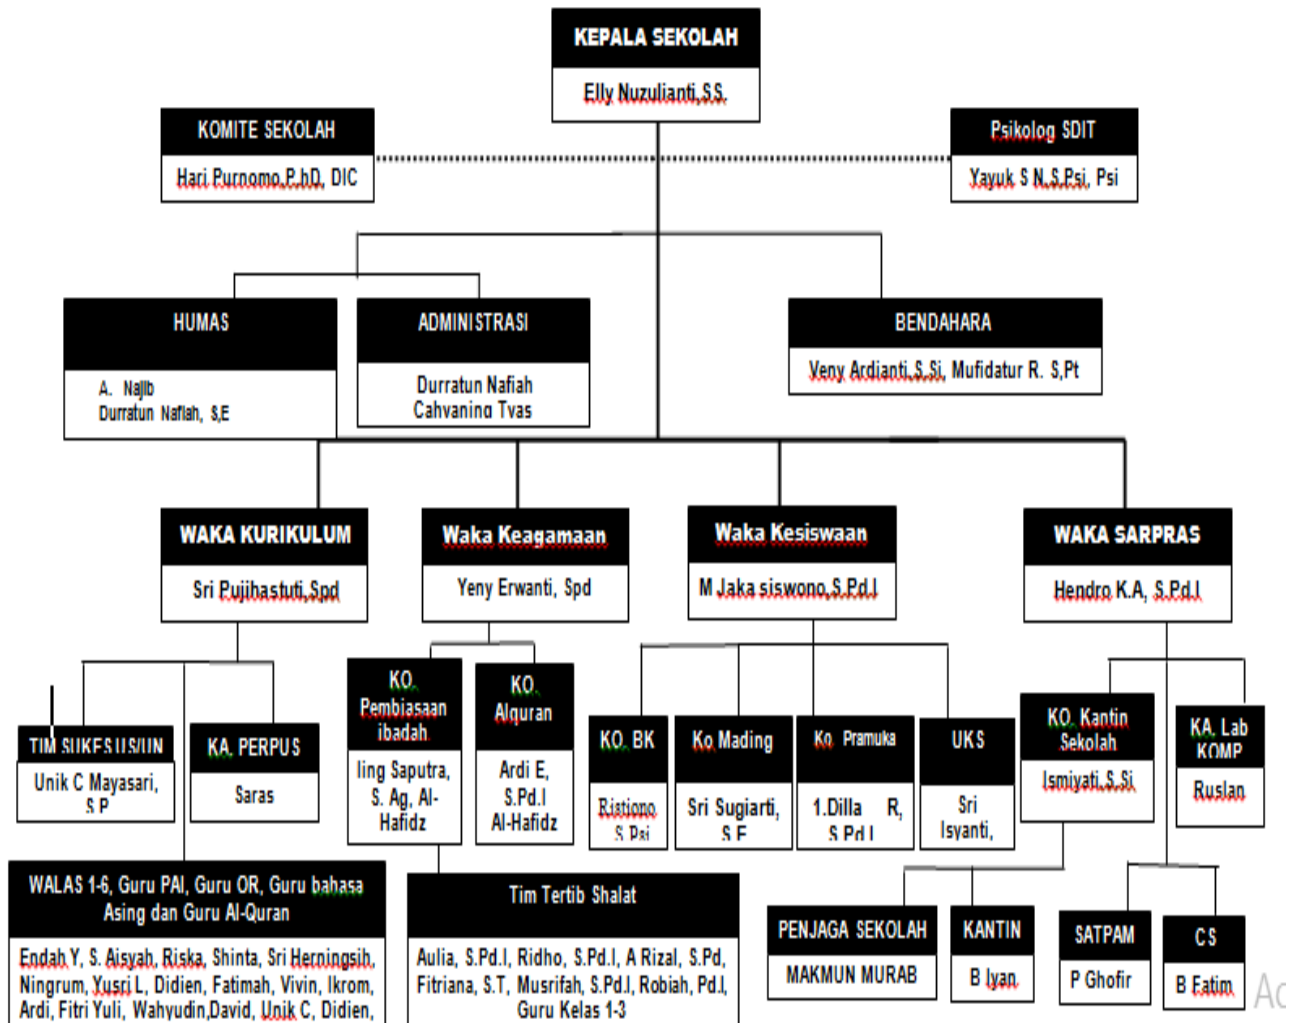 KEPALA SEKOLAH
Elly Nuzulianti,SS.
KOMITE SEKOLAH
Hari Purnomo,P.hD, DIC
Psikolog SDIT
Yayuk S N,S.Psi, Psi
HUMAS
A. Najib
Durratun Nafiah, S,E
ADMINISTRASI
Durratun Nafiah
Cahyaning Tyas
BENDAHARA
Veny Ardianti,S,Si, Mufidatur R. S,Pt
WAKA KURIKULUM
Sri Pujihastuti,Spd
Waka Keagamaan
Yeny Erwanti, Spd
Waka Kesiswaan
M Jaka siswono,S.Pd.I
WAKA SARPRAS
Hendro K.A, S.Pd.I
TIM SUKES US/UN
Unik C Mayasari,
S.P
KA. PERPUS
Saras
KO.
Pembiasaan
ibadah
Iing Saputra,
S. Ag, Al-
Hafidz
KO.
Alquran
Ardi E,
S.Pd.I
Al-Hafidz
KO. BK
Ristiono
S.Psi
Ko Mading
Sri Sugiarti,
S.E
Ko Pramuka
1.Dilla R,
S.Pd.I
UKS
Sri
Isyanti,
KO. Kantin
Sekolah
Ismiyati,S,Si
KA. Lab
KOMP
Ruslan
WALAS 1-6, Guru PAI, Guru OR, Guru bahasa
Asing dan Guru Al-Quran
Endah Y, S. Aisyah, Riska, Shinta, Sri Herningsih,
Ningrum, Yusri L, Didien, Fatimah, Vivin, Ikrom,
Ardi, Fitri Yuli, Wahyudin,David, Unik C, Didien,
Tim Tertib Shalat
Aulia, S.Pd.I, Ridho, S.Pd.I, A Rizal, S.Pd,
Fitriana, S.T, Musrifah, S.Pd.I, Robiah, Pd.I,
Guru Kelas 1-3
PENJAGA SEKOLAH
MAKMUN MURAB
KANTIN
B Iyan
SATPAM
P Ghofir
CS
B Fatim
Ac